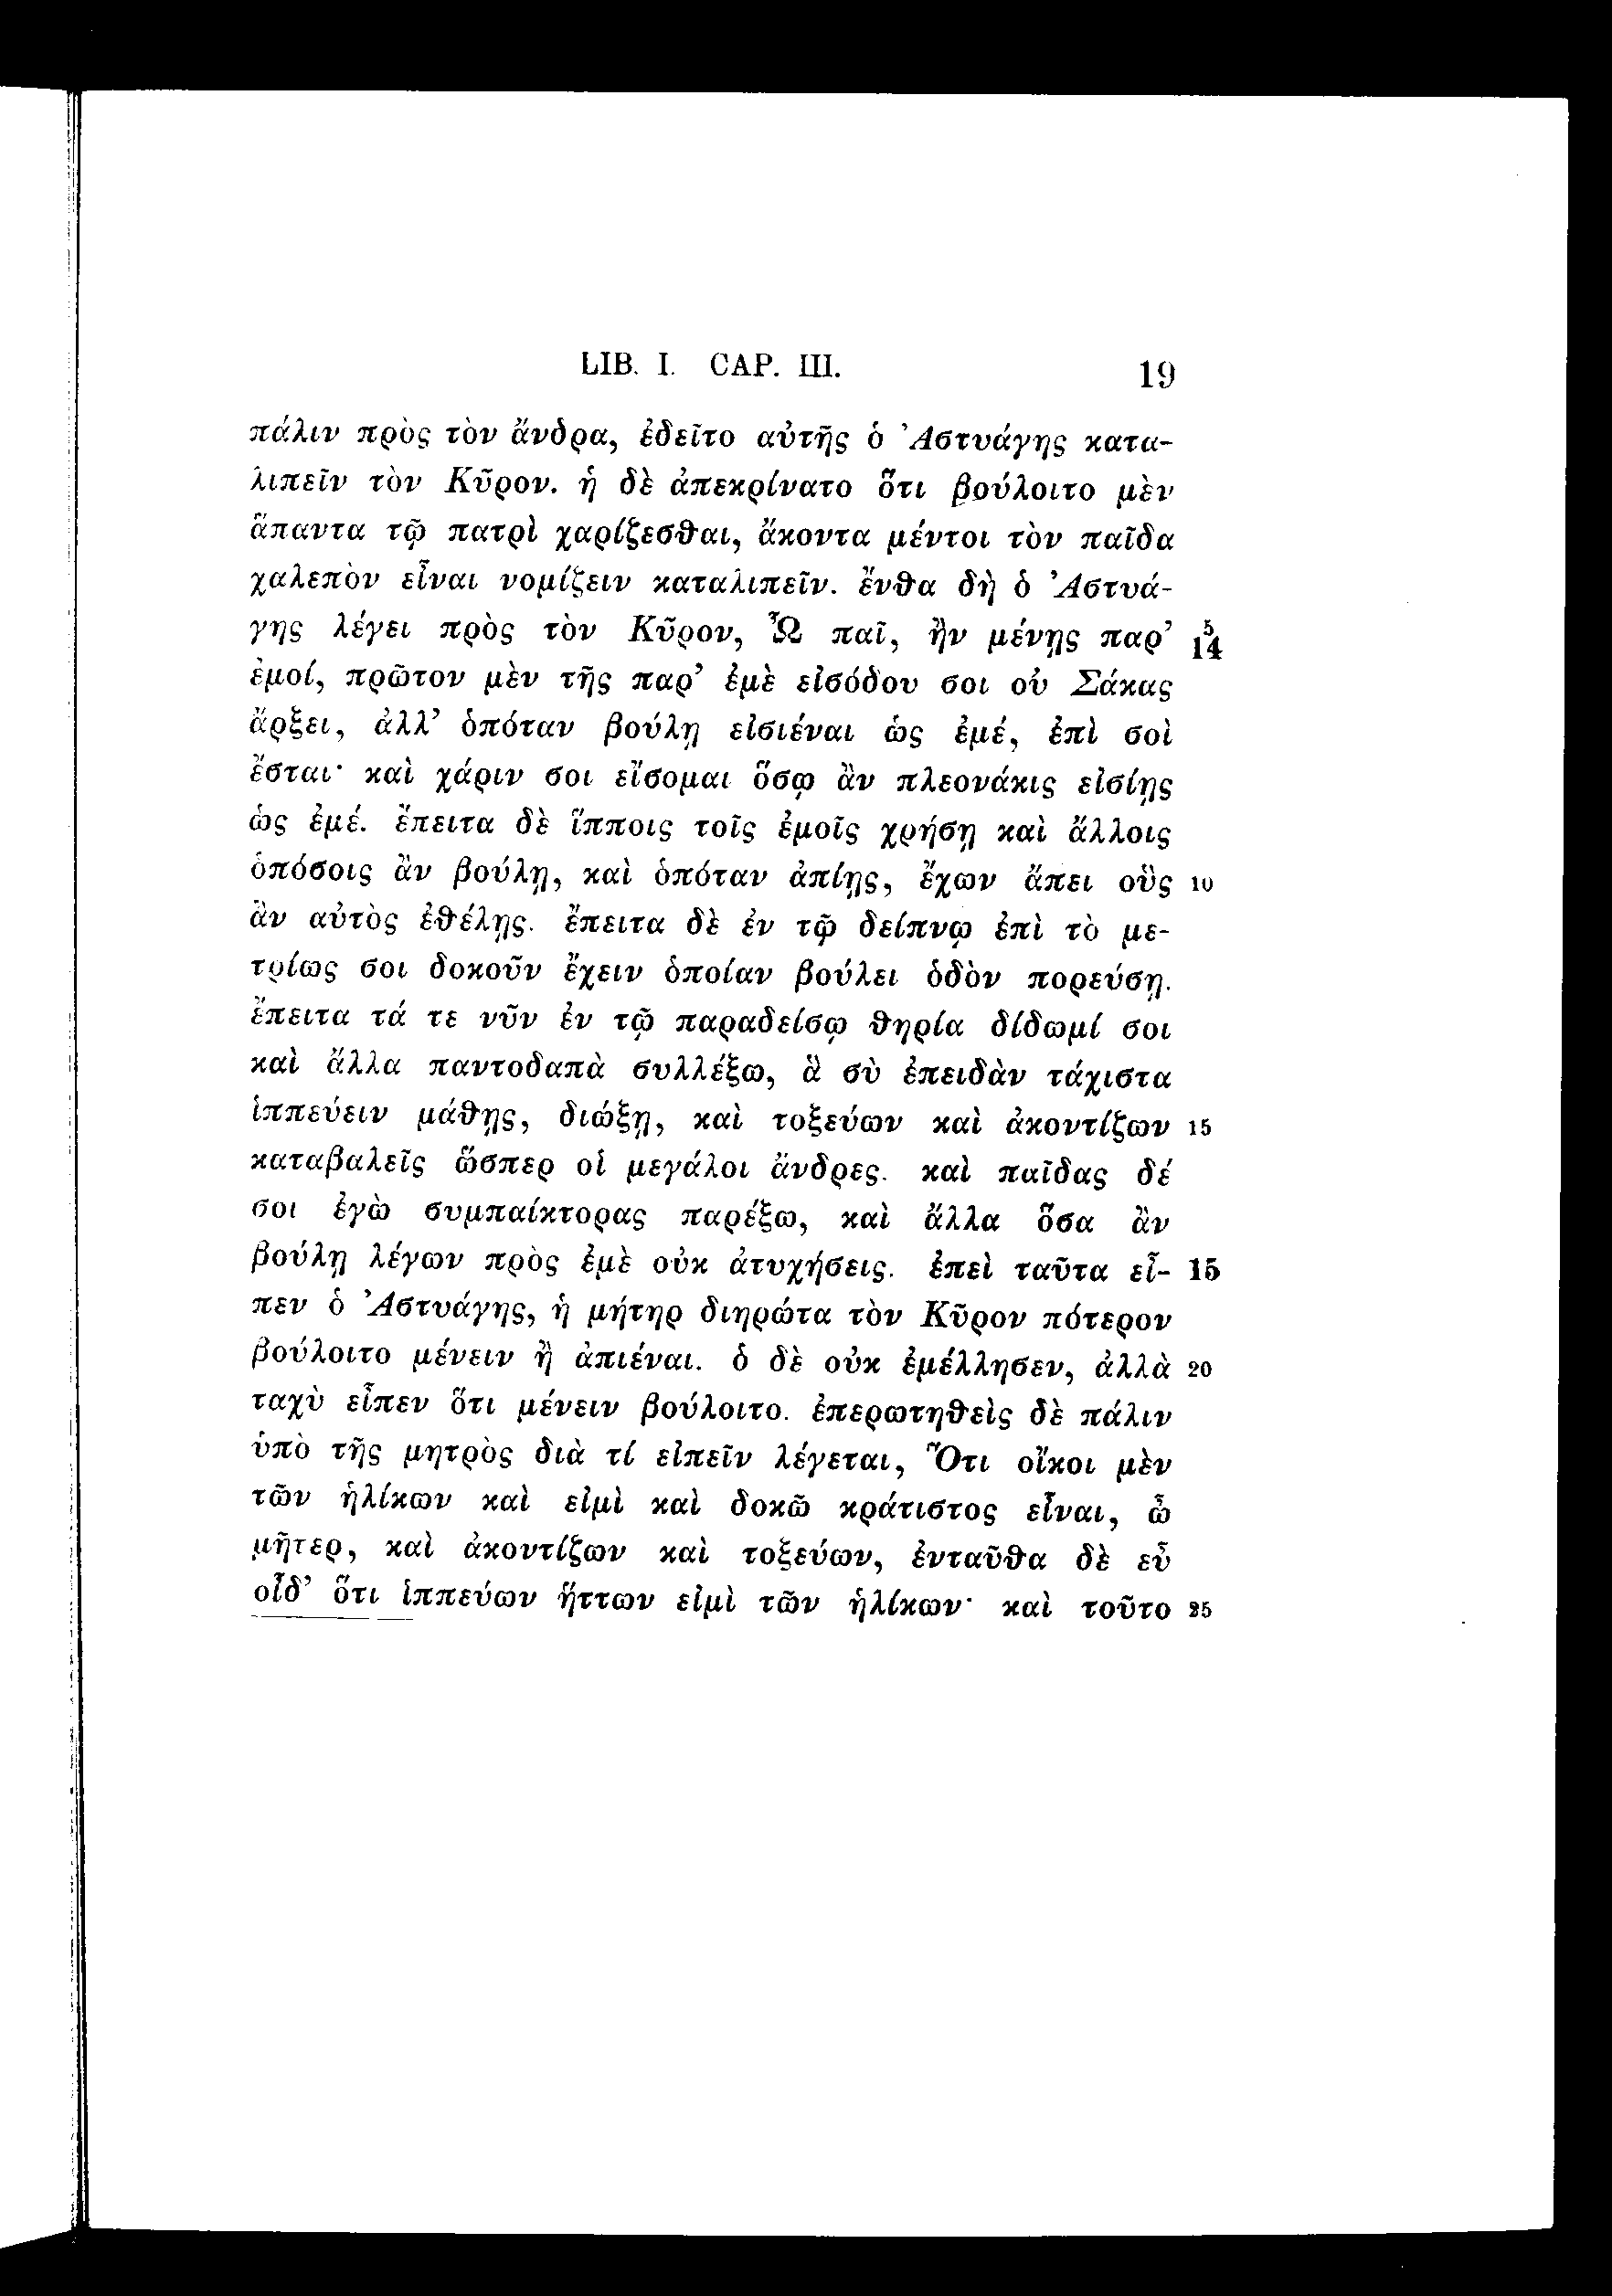 LIB. I. CAP. III. 19
πάλιν πρὸς τὸν ἄνδρα, ἐδεῖτο αὐτῆς ὁ Ἀστυάγης κατα-
λιπεῖν τὸν Κῦρον. ἡ δὲ ἀπεκρίνατο ὅτι βούλοιτο μὲν
ἅπαντα τῷ πατρὶ χαρίζεσθαι, ἄκοντα μέντοι τὸν παῖδα
χαλεπὸν εἶναι νομίζειν καταλιπεῖν. ἔνθα δὴ ὁ Ἀστυά-
γης λέγει πρὸς τὸν Κῦρον, Ὦ παῖ, ἢν μένῃς παρ’ 5 14
ἐμοί, πρῶτον μὲν τῆς παρ’ ἐμὲ εἰσόδου σοι οὐ Σάκας
ἄρξει, ἀλλ’ ὁπόταν βούλῃ εἰσιέναι ὡς ἐμέ, ἐπὶ σοὶ
ἔσται· καὶ χάριν σοι εἴσομαι ὅσῳ ἂν πλεονάκις εἰσίῃς
ὡς ἐμέ. ἔπειτα δὲ ἵπποις τοῖς ἐμοῖς χρήσῃ καὶ ἄλλοις
ὁπόσοις ἂν βούλῃ, καὶ ὁπόταν ἀπίῃς, ἔχων ἄπει οὓς 10
ἂν αὐτὸς ἐθέλῃς. ἔπειτα δὲ ἐν τῷ δείπνῳ ἐπὶ τὸ με-
τρίως σοι δοκοῦν ἔχειν ὁποίαν βούλει ὁδὸν πορεύσῃ.
ἔπειτα τά τε νῦν ἐν τῷ παραδείσῳ θηρία δίδωμί σοι
καὶ ἄλλα παντοδαπὰ συλλέξω, ἃ σὺ ἐπειδὰν τάχιστα
ἱππεύειν μάθῃς, διώξῃ, καὶ τοξεύων καὶ ἀκοντίζων 15
καταβαλεῖς ὥσπερ οἱ μεγάλοι ἄνδρες. καὶ παῖδας δέ
σοι ἐγὼ συμπαίκτορας παρέξω, καὶ ἄλλα ὅσα ἂν
βούλῃ λέγων πρὸς ἐμὲ οὐκ ἀτυχήσεις. ἐπεὶ ταῦτα εἶ- 15
πεν ὁ Ἀστυάγης, ἡ μήτηρ διηρώτα τὸν Κῦρον πότερον
βούλοιτο μένειν ἢ ἀπιέναι. ὁ δὲ οὐκ ἐμέλλησεν, ἀλλὰ 20
ταχὺ εἶπεν ὅτι μένειν βούλοιτο. ἐπερωτηθεὶς δὲ πάλιν
ὑπὸ τῆς μητρὸς διὰ τί εἰπεῖν λέγεται, Ὅτι οἴκοι μὲν
τῶν ἡλίκων καὶ εἰμὶ καὶ δοκῶ κράτιστος εἶναι, ὦ
μῆτερ, καὶ ἀκοντίζων καὶ τοξεύων, ἐνταῦθα δὲ εὖ
οἶδ’ ὅτι ἱππεύων ἥττων εἰμὶ τῶν ἡλίκων· καὶ τοῦτο 25